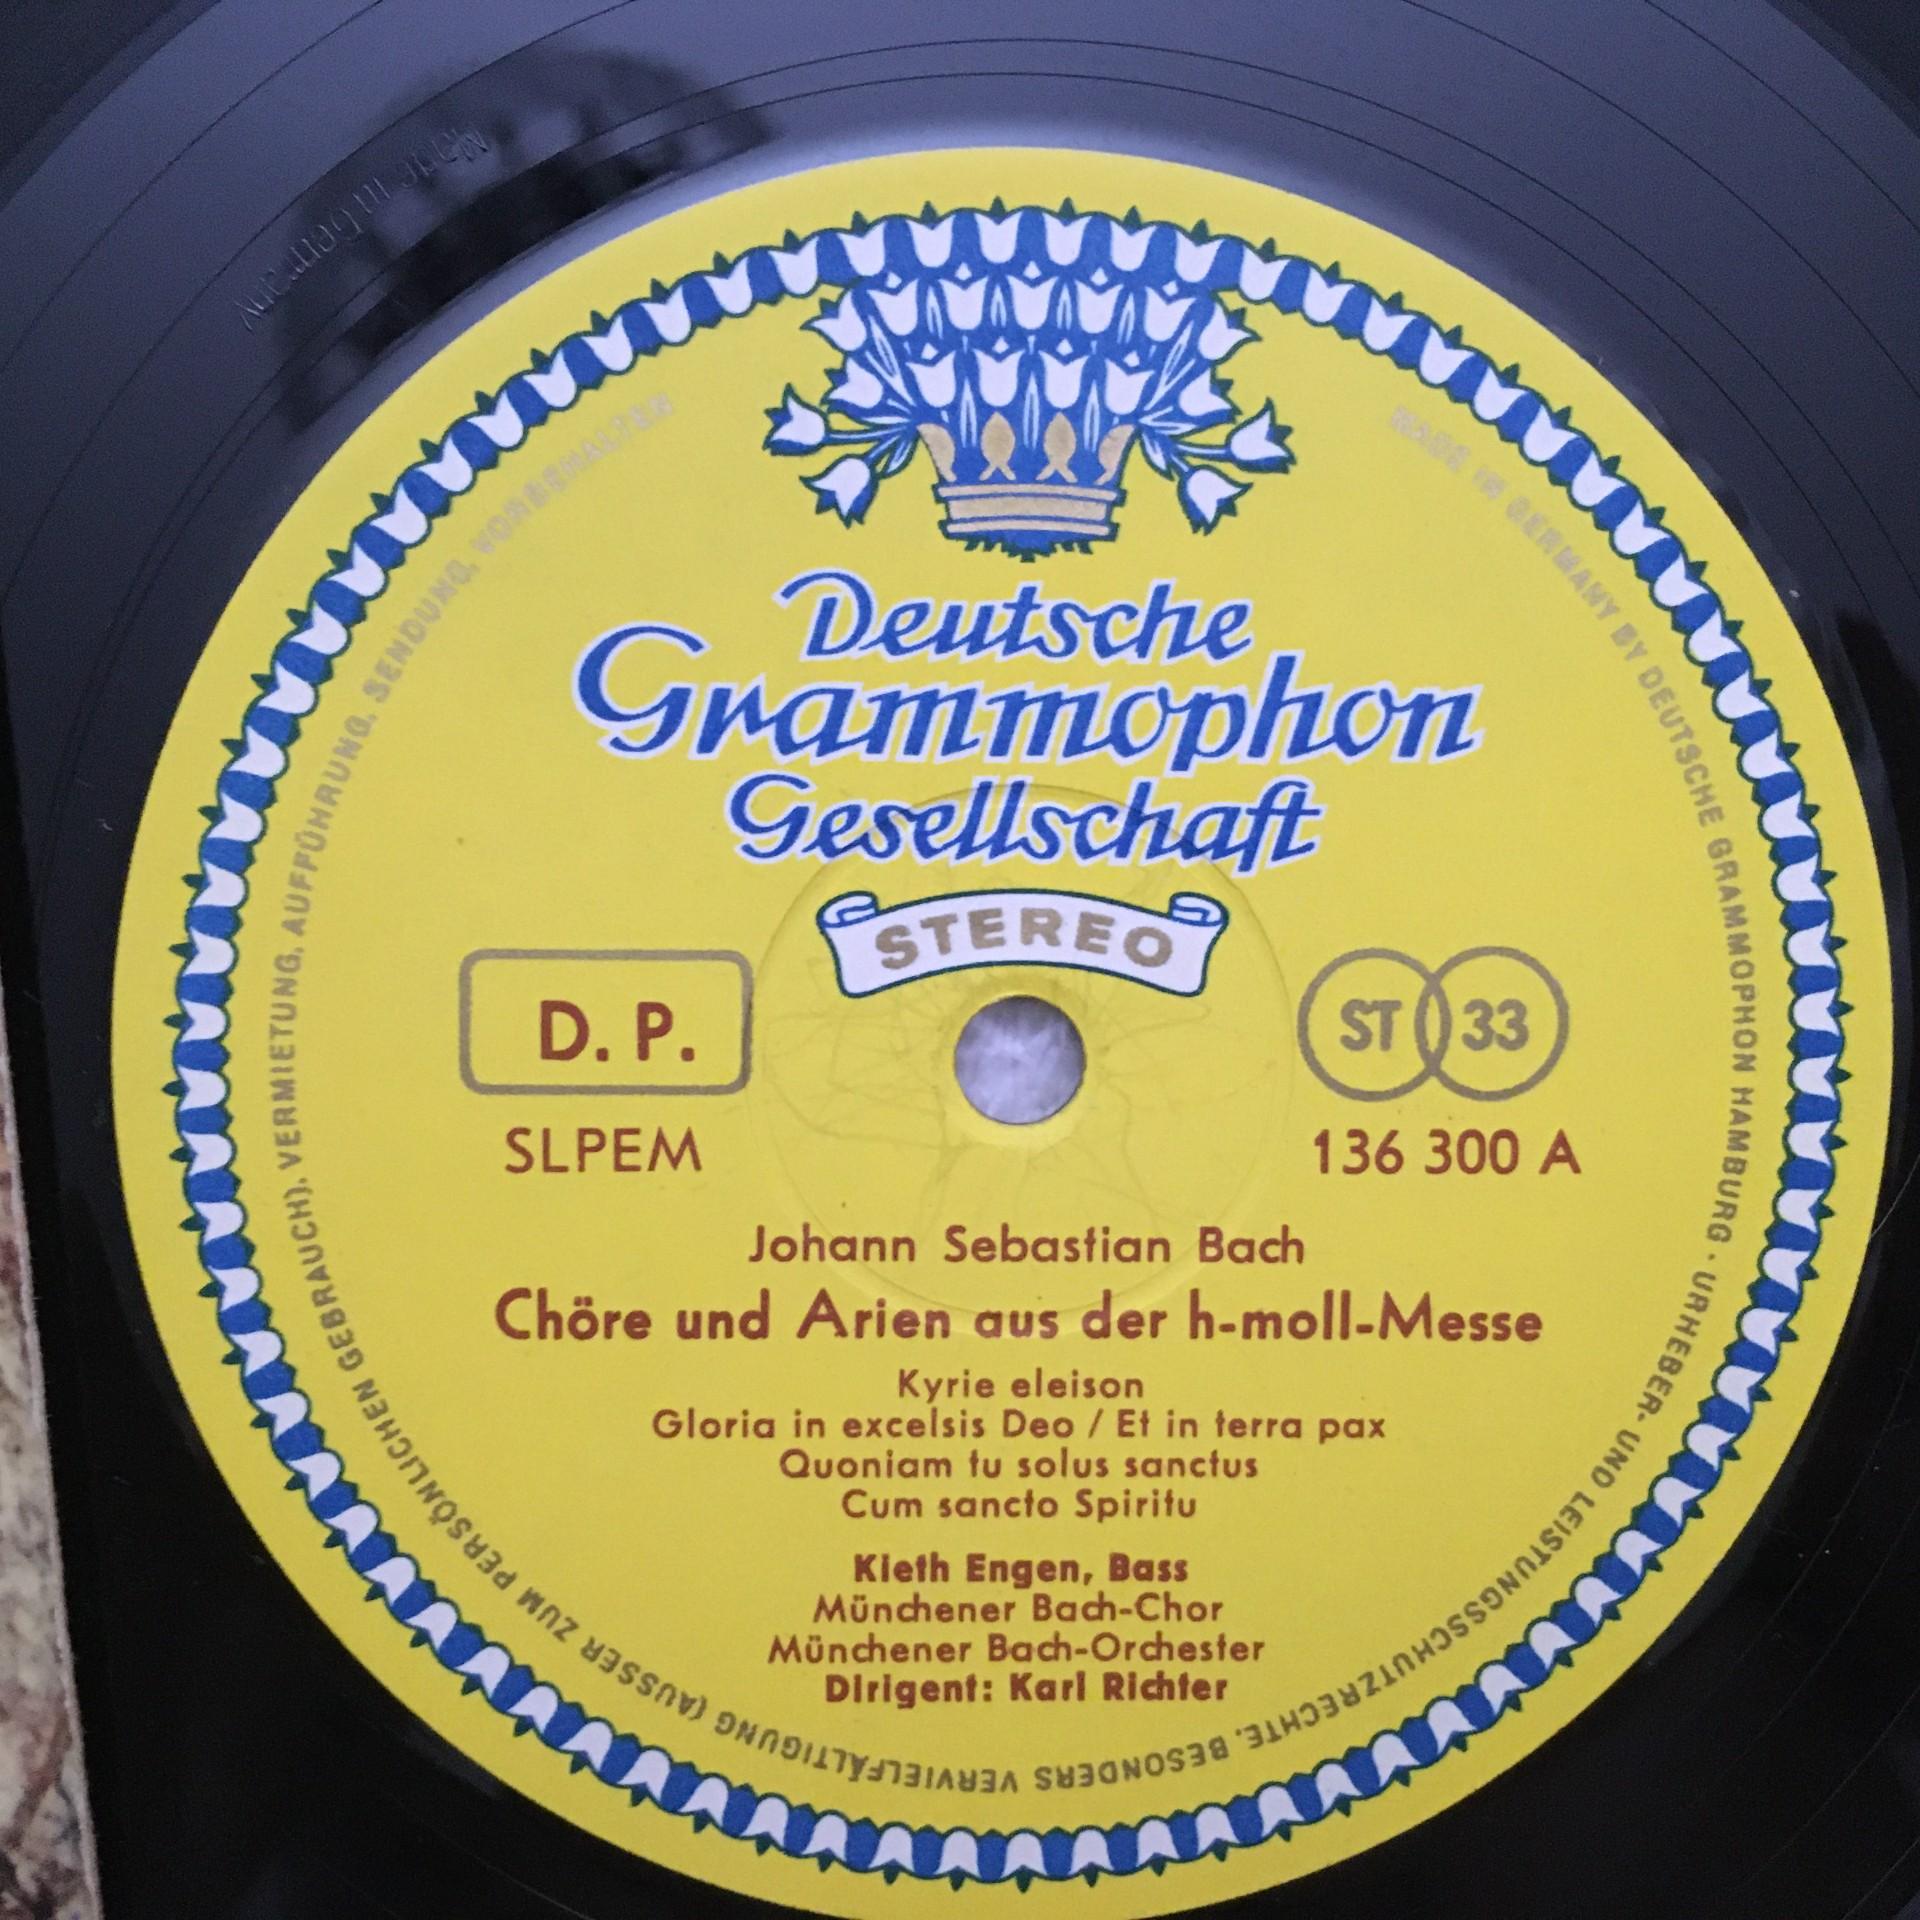 Made in Germany
Deutsche
Grammophon
Gesellschaft
STEREO
D. P.
ST 33
SLPEM
136 300 A
Johann Sebastian Bach
Chöre und Arien aus der h-moll-Messe
Kyrie eleison
Gloria in excelsis Deo / Et in terra pax
Quoniam tu solus sanctus
Cum sancto Spiritu
Kieth Engen, Bass
Münchener Bach-Chor
Münchener Bach-Orchester
Dirigent: Karl Richter
MADE IN GERMANY BY DEUTSCHE GRAMMOPHON HAMBURG · URHEBER- UND LEISTUNGSSCHUTZRECHTE, BESONDERS VERVIELFÄLTIGUNG (AUSSER ZUM PERSÖNLICHEN GEBRAUCH), VERMIETUNG, AUFFÜHRUNG, SENDUNG, VORBEHALTEN